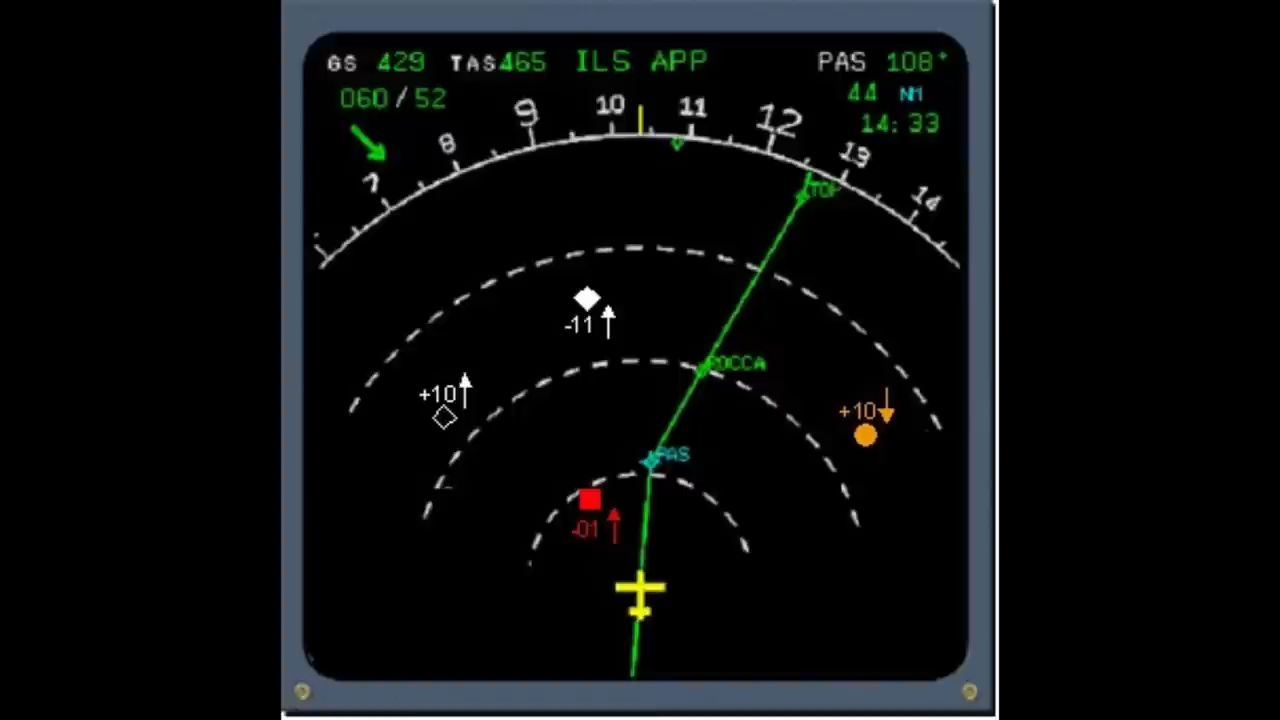 GS 429 TAS465 ILS APP PAS 108°
060/52 44 NM
14:33
7 8 9 10 11 12 13 14
TOP
-11
ROCCA
+10
+10
PAS
-01